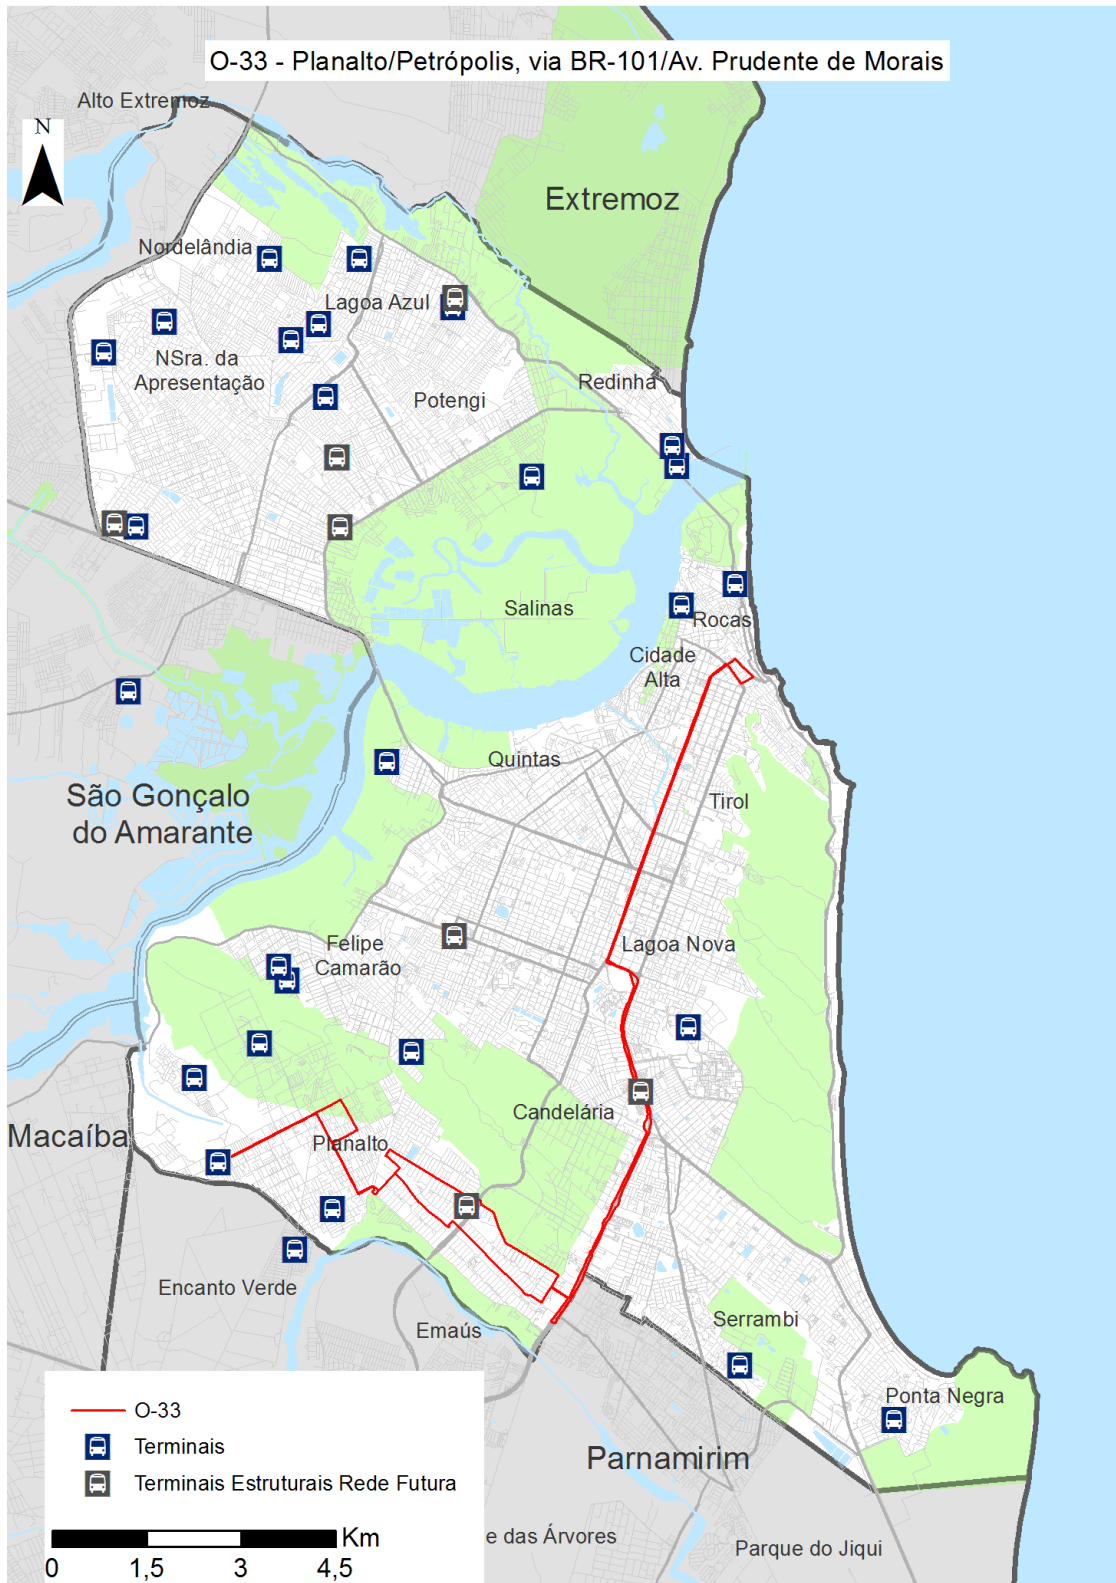 O-33 - Planalto/Petrópolis, via BR-101/Av. Prudente de Morais
Alto Extremoz
N
Extremoz
Nordelândia
Lagoa Azul
NSra. da
Apresentação
Redinha
Potengi
Salinas
Rocas
Cidade
Alta
Quintas
São Gonçalo
do Amarante
Tirol
Felipe
Camarão
Lagoa Nova
Candelária
Macaíba
Planalto
Encanto Verde
Emaús
Serrambi
Ponta Negra
Parnamirim
e das Árvores
Parque do Jiqui
O-33
Terminais
Terminais Estruturais Rede Futura
Km
0 1,5 3 4,5